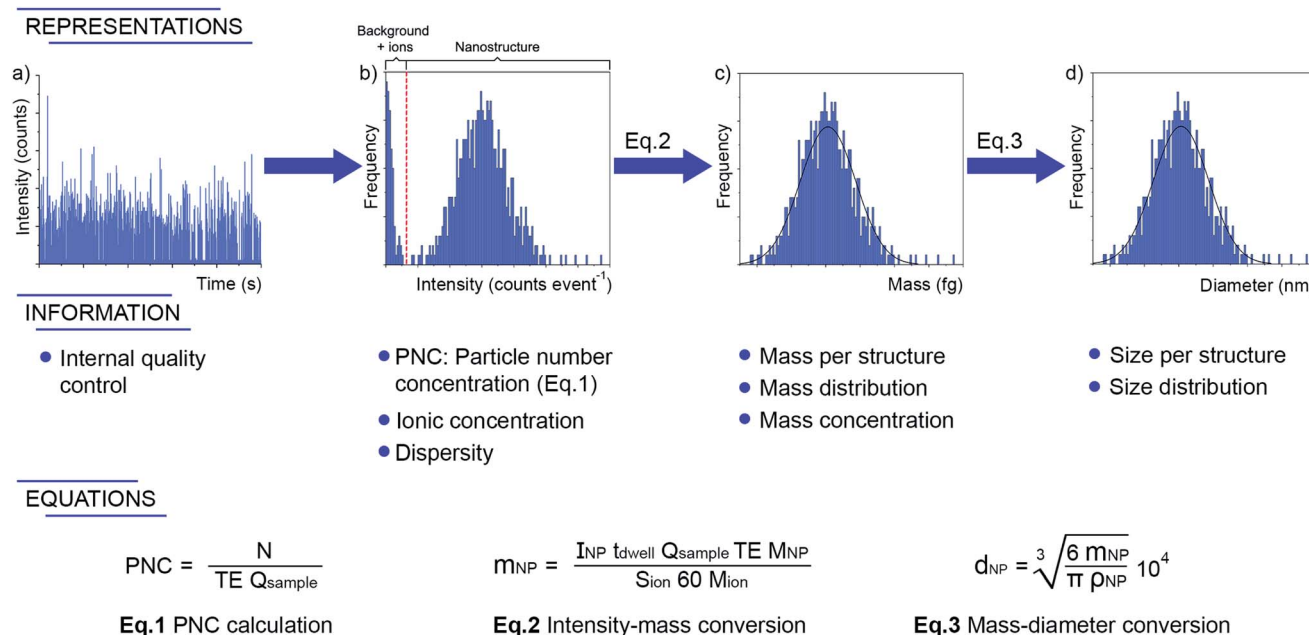 REPRESENTATIONS
a)
Intensity (counts)
Time (s)
Background
+ ions
Nanostructure
b)
Frequency
Intensity (counts event⁻¹)
Eq.2
c)
Frequency
Mass (fg)
Eq.3
d)
Frequency
Diameter (nm
INFORMATION
● Internal quality
control
● PNC: Particle number
concentration (Eq.1)
● Ionic concentration
● Dispersity
● Mass per structure
● Mass distribution
● Mass concentration
● Size per structure
● Size distribution
EQUATIONS
PNC = N / TE Qsample
Eq.1 PNC calculation
mNP = INP tdwell Qsample TE MNP / Sion 60 Mion
Eq.2 Intensity-mass conversion
dNP = ∛(6 mNP / π ρNP) 10⁴
Eq.3 Mass-diameter conversion